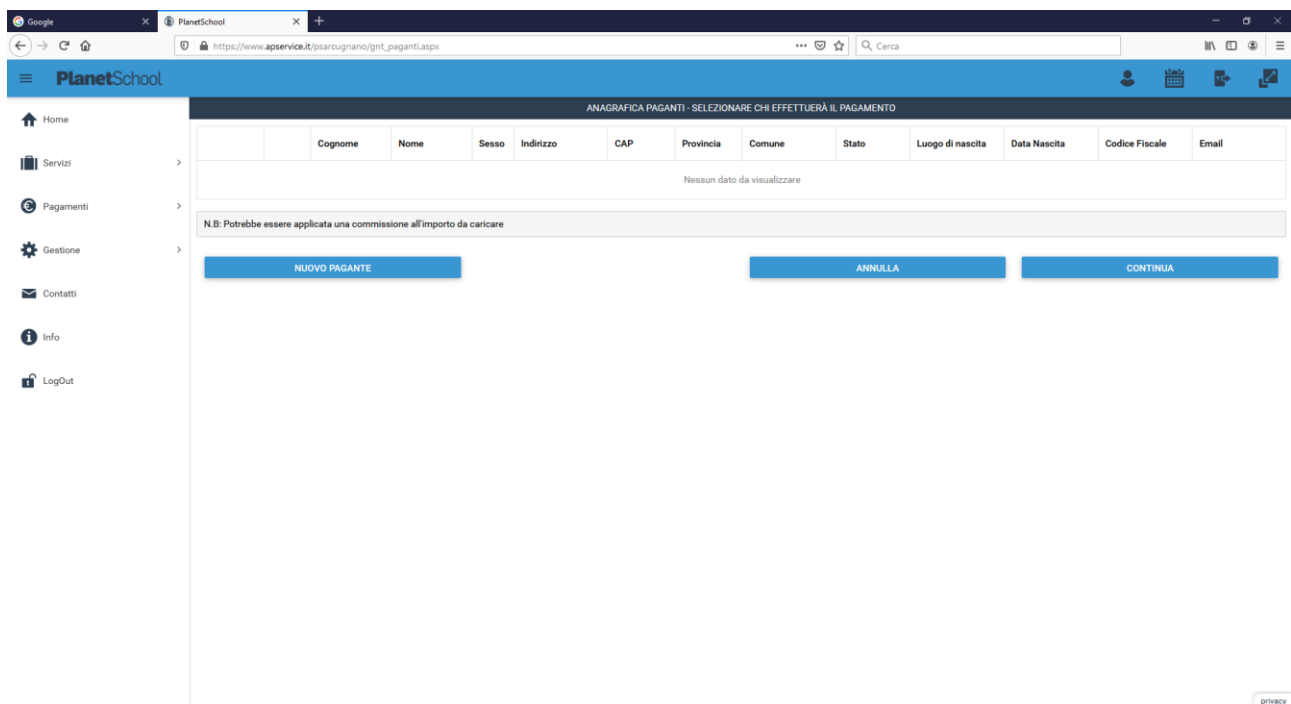 Google
PlanetSchool
https://www.apservice.it/psarcugnano/gnt_paganti.aspx
Cerca
PlanetSchool
ANAGRAFICA PAGANTI - SELEZIONARE CHI EFFETTUERÀ IL PAGAMENTO
Home
Cognome Nome Sesso Indirizzo CAP Provincia Comune Stato Luogo di nascita Data Nascita Codice Fiscale Email
Servizi
Nessun dato da visualizzare
Pagamenti
N.B: Potrebbe essere applicata una commissione all'importo da caricare
Gestione
NUOVO PAGANTE ANNULLA CONTINUA
Contatti
Info
LogOut
privacy